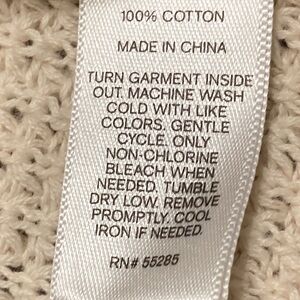 100% COTTON
MADE IN CHINA
TURN GARMENT INSIDE
OUT. MACHINE WASH
COLD WITH LIKE
COLORS. GENTLE
CYCLE. ONLY
NON-CHLORINE
BLEACH WHEN
NEEDED. TUMBLE
DRY LOW. REMOVE
PROMPTLY. COOL
IRON IF NEEDED.
RN# 55285